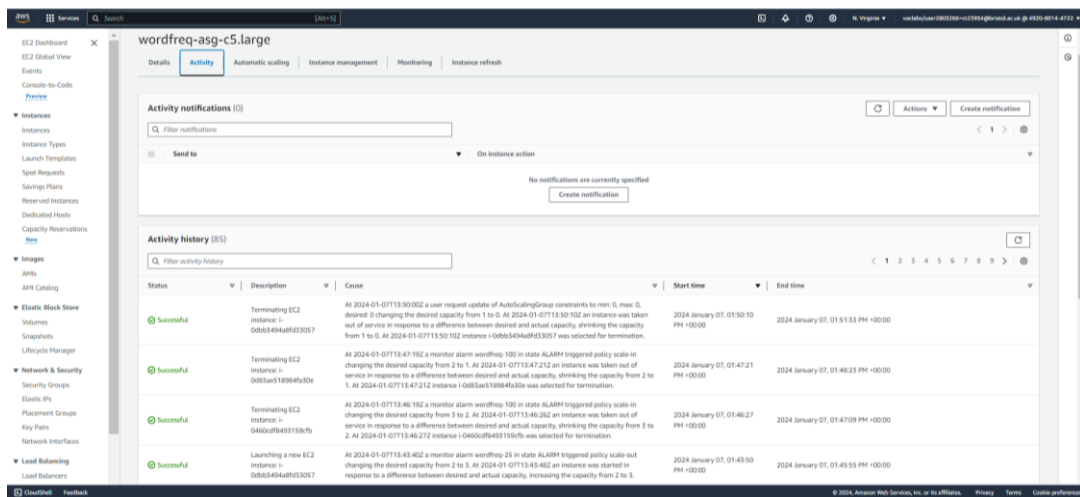 aws Services Search [Alt+S] N. Virginia
EC2 Dashboard
EC2 Global View
Events
Console-to-Code
Preview
Instances
Instances
Instance Types
Launch Templates
Spot Requests
Savings Plans
Reserved Instances
Dedicated Hosts
Capacity Reservations
New
Images
AMIs
AMI Catalog
Elastic Block Store
Volumes
Snapshots
Lifecycle Manager
Network & Security
Security Groups
Elastic IPs
Placement Groups
Key Pairs
Network Interfaces
Load Balancing
Load Balancers
wordfreq-asg-c5.large
Details Activity Automatic scaling Instance management Monitoring Instance refresh
Activity notifications (0)
Actions Create notification
Filter notifications
1
Send to On instance action
No notifications are currently specified
Create notification
Activity history (85)
Filter activity history
1 2 3 4 5 6 7 8 9
Status Description Cause Start time End time
Successful
Terminating EC2
instance: i-
0dbb3494a8fd33057
At 2024-01-07T13:50:00Z a user request update of AutoScalingGroup constraints to min: 0, max: 0,
desired: 0 changing the desired capacity from 1 to 0. At 2024-01-07T13:50:10Z an instance was taken
out of service in response to a difference between desired and actual capacity, shrinking the capacity
from 1 to 0. At 2024-01-07T13:50:10Z instance i-0dbb3494a8fd33057 was selected for termination.
2024 January 07, 01:50:10
PM +00:00
2024 January 07, 01:51:33 PM +00:00
Successful
Terminating EC2
instance: i-
0d83ae518984fa30e
At 2024-01-07T13:47:19Z a monitor alarm wordfreq-100 in state ALARM triggered policy scale-in
changing the desired capacity from 2 to 1. At 2024-01-07T13:47:21Z an instance was taken out of
service in response to a difference between desired and actual capacity, shrinking the capacity from 2 to
1. At 2024-01-07T13:47:21Z instance i-0d83ae518984fa30e was selected for termination.
2024 January 07, 01:47:21
PM +00:00
2024 January 07, 01:48:23 PM +00:00
Successful
Terminating EC2
instance: i-
0460cdf8493159cfb
At 2024-01-07T13:46:19Z a monitor alarm wordfreq-100 in state ALARM triggered policy scale-in
changing the desired capacity from 3 to 2. At 2024-01-07T13:46:26Z an instance was taken out of
service in response to a difference between desired and actual capacity, shrinking the capacity from 3 to
2. At 2024-01-07T13:46:27Z instance i-0460cdf8493159cfb was selected for termination.
2024 January 07, 01:46:27
PM +00:00
2024 January 07, 01:47:09 PM +00:00
Successful
Launching a new EC2
instance: i-
0dbb3494a8fd33057
At 2024-01-07T13:43:40Z a monitor alarm wordfreq-25 in state ALARM triggered policy scale-out
changing the desired capacity from 2 to 3. At 2024-01-07T13:43:48Z an instance was started in
response to a difference between desired and actual capacity, increasing the capacity from 2 to 3.
2024 January 07, 01:43:50
PM +00:00
2024 January 07, 01:45:55 PM +00:00
CloudShell Feedback © 2024, Amazon Web Services, Inc. or its affiliates. Privacy Terms Cookie preferences